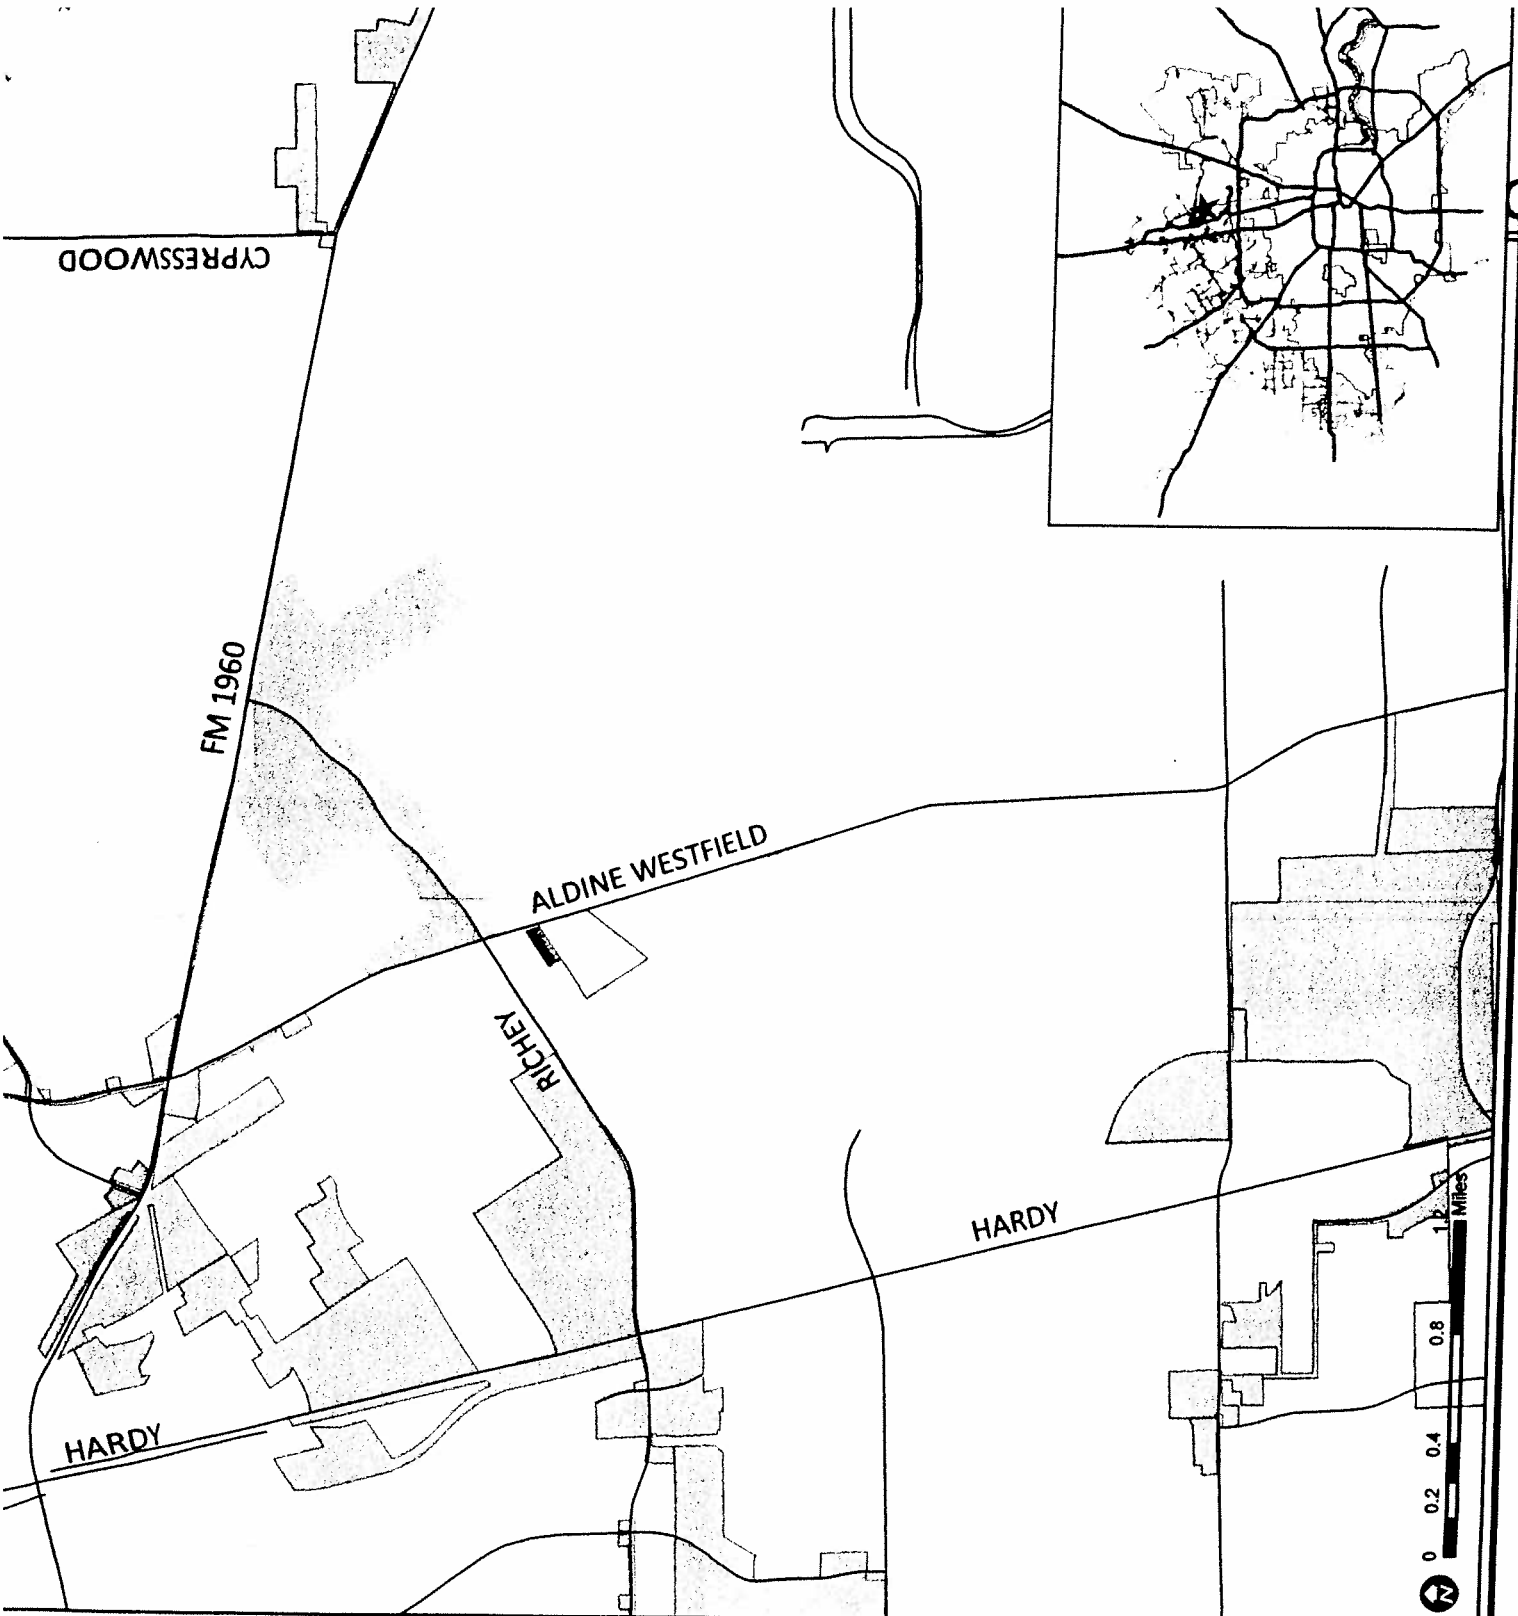 CYPRESSWOOD
FM 1960
ALDINE WESTFIELD
RICHEY
HARDY
HARDY
0 0.2 0.4 0.8 1.2
Miles
N